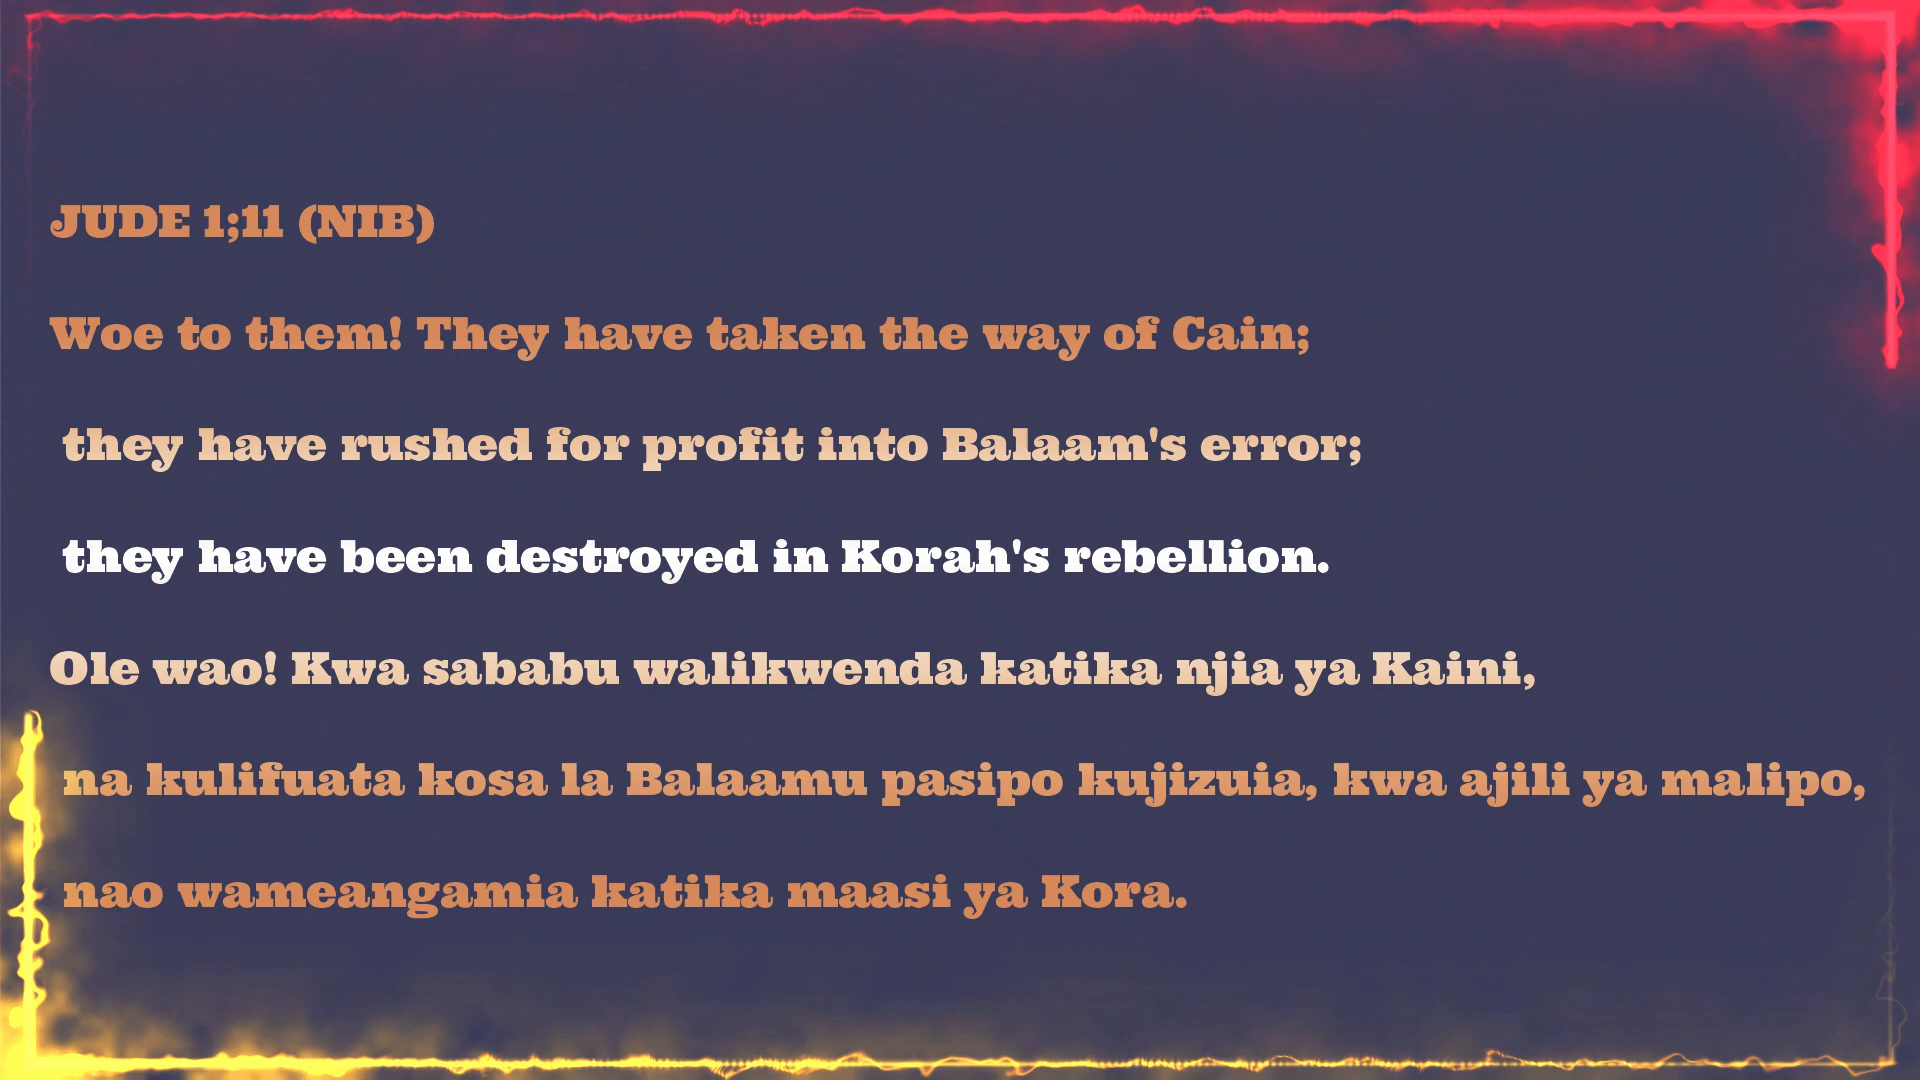 JUDE 1;11 (NIB)
Woe to them! They have taken the way of Cain;
they have rushed for profit into Balaam's error;
they have been destroyed in Korah's rebellion.
Ole wao! Kwa sababu walikwenda katika njia ya Kaini,
na kulifuata kosa la Balaamu pasipo kujizuia, kwa ajili ya malipo,
nao wameangamia katika maasi ya Kora.